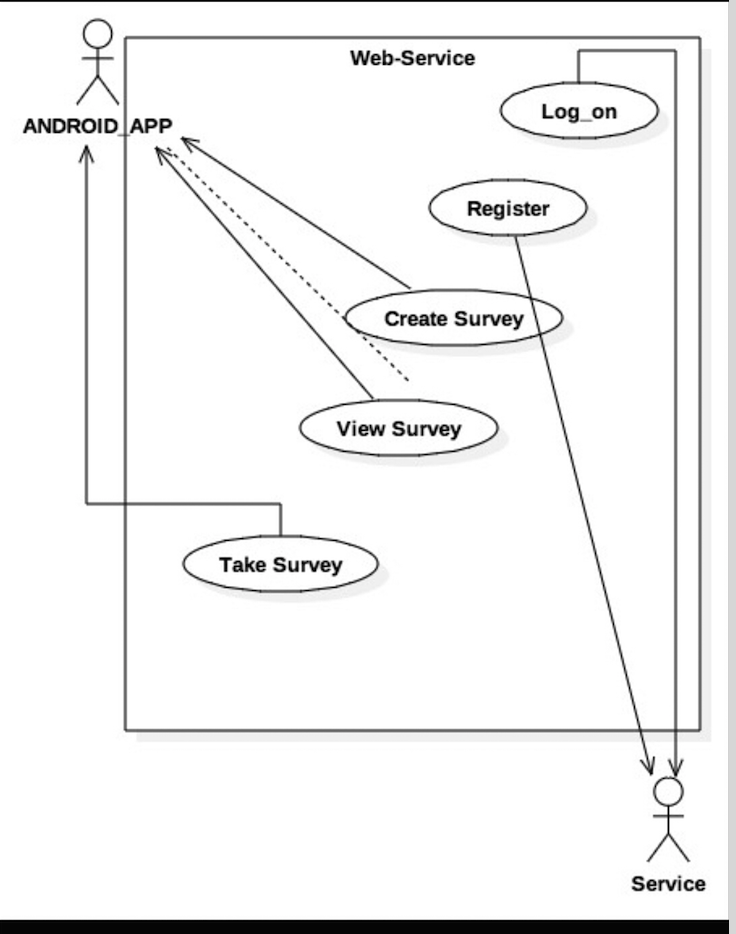 Web-Service
Log_on
ANDROID_APP
Register
Create Survey
View Survey
Take Survey
Service